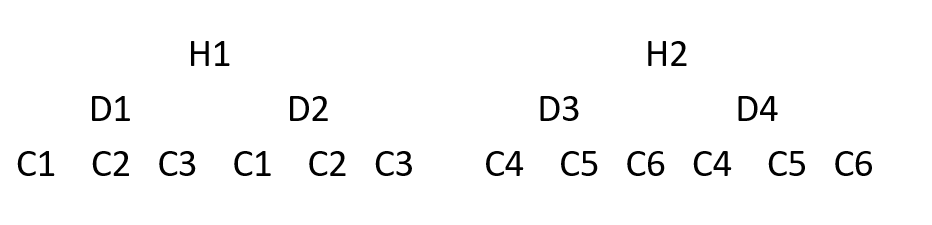 H1 H2
D1 D2 D3 D4
C1 C2 C3 C1 C2 C3 C4 C5 C6 C4 C5 C6